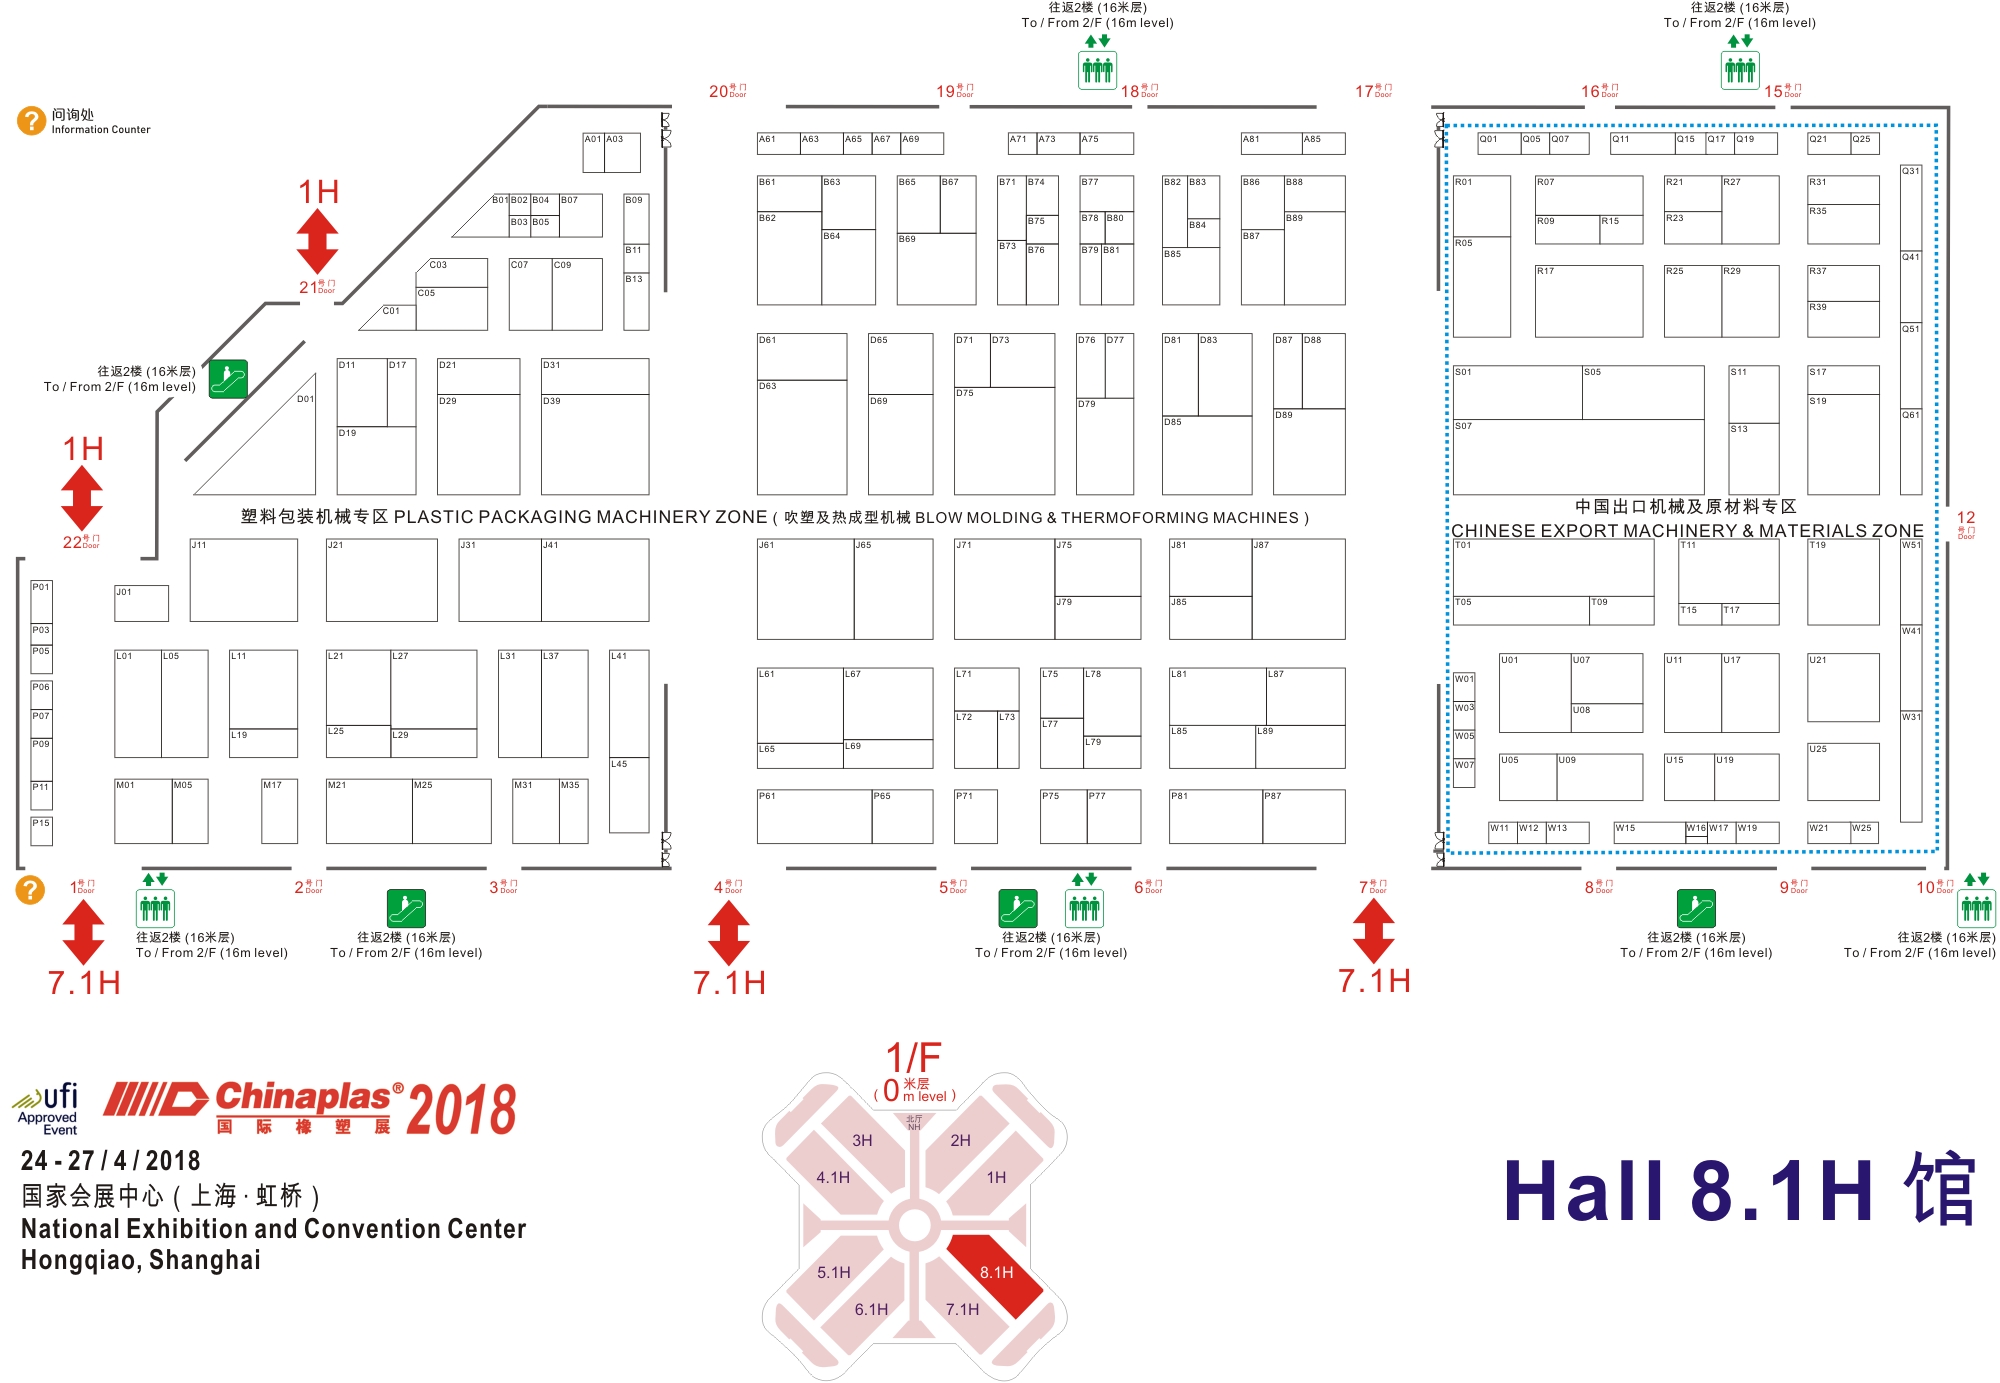 往返2楼 (16米层)
To / From 2/F (16m level)
往返2楼 (16米层)
To / From 2/F (16m level)
20号门 Door
19号门 Door
18号门 Door
17号门 Door
16号门 Door
15号门 Door
? 问询处
Information Counter
A01 A03
A61 A63 A65 A67 A69
A71 A73 A75
A81 A85
Q01 Q05 Q07
Q11 Q15 Q17 Q19
Q21 Q25
Q31
Q41
Q51
Q61
1H
21号门 Door
B01 B02 B04 B07
B03 B05
B09
B11
B13
B61 B63
B62
B64
B65 B67
B69
B71 B74
B75
B73 B76
B77
B78 B80
B79 B81
B82 B83
B84
B85
B86 B88
B89
B87
R01
R05
R07
R09 R15
R17
R21 R27
R23
R25 R29
R31
R35
R37
R39
C03
C05
C01
C07 C09
往返2楼 (16米层)
To / From 2/F (16m level)
D01
D11 D17
D19
D21
D29
D31
D39
D61
D63
D65
D69
D71 D73
D75
D76 D77
D79
D81 D83
D85
D87 D88
D89
S01 S05
S07
S11
S13
S17
S19
1H
22号门 Door
塑料包装机械专区 PLASTIC PACKAGING MACHINERY ZONE ( 吹塑及热成型机械 BLOW MOLDING & THERMOFORMING MACHINES )
中国出口机械及原材料专区
CHINESE EXPORT MACHINERY & MATERIALS ZONE
12号门 Door
P01
P03
P05
P06
P07
P09
P11
P15
J01
J11
J21
J31 J41
J61 J65
J71 J75
J79
J81 J87
J85
T01
T05 T09
T11
T15 T17
T19
W51
W41
W31
L01 L05
L11
L19
L21 L27
L25 L29
L31 L37
L41
L45
L61 L67
L65 L69
L71
L72 L73
L75 L78
L77
L79
L81 L87
L85 L89
W01
W03
W05
W07
U01 U07
U08
U05 U09
U11 U17
U15 U19
U21
U25
M01 M05
M17
M21 M25
M31 M35
P61 P65
P71
P75 P77
P81 P87
W11 W12 W13
W15 W16 W17 W19
W21 W25
?
1号门 Door
2号门 Door
3号门 Door
4号门 Door
5号门 Door
6号门 Door
7号门 Door
8号门 Door
9号门 Door
10号门 Door
往返2楼 (16米层)
To / From 2/F (16m level)
往返2楼 (16米层)
To / From 2/F (16m level)
往返2楼 (16米层)
To / From 2/F (16m level)
往返2楼 (16米层)
To / From 2/F (16m level)
往返2楼 (16米层)
To / From 2/F (16m level)
7.1H
7.1H
7.1H
1/F
( 0 米层 m level )
北厅
NH
3H
2H
4.1H
1H
5.1H
8.1H
6.1H
7.1H
ufi
Approved
Event
Chinaplas® 2018
国际橡塑展
24 - 27 / 4 / 2018
国家会展中心 ( 上海 · 虹桥 )
National Exhibition and Convention Center
Hongqiao, Shanghai
Hall 8.1H 馆